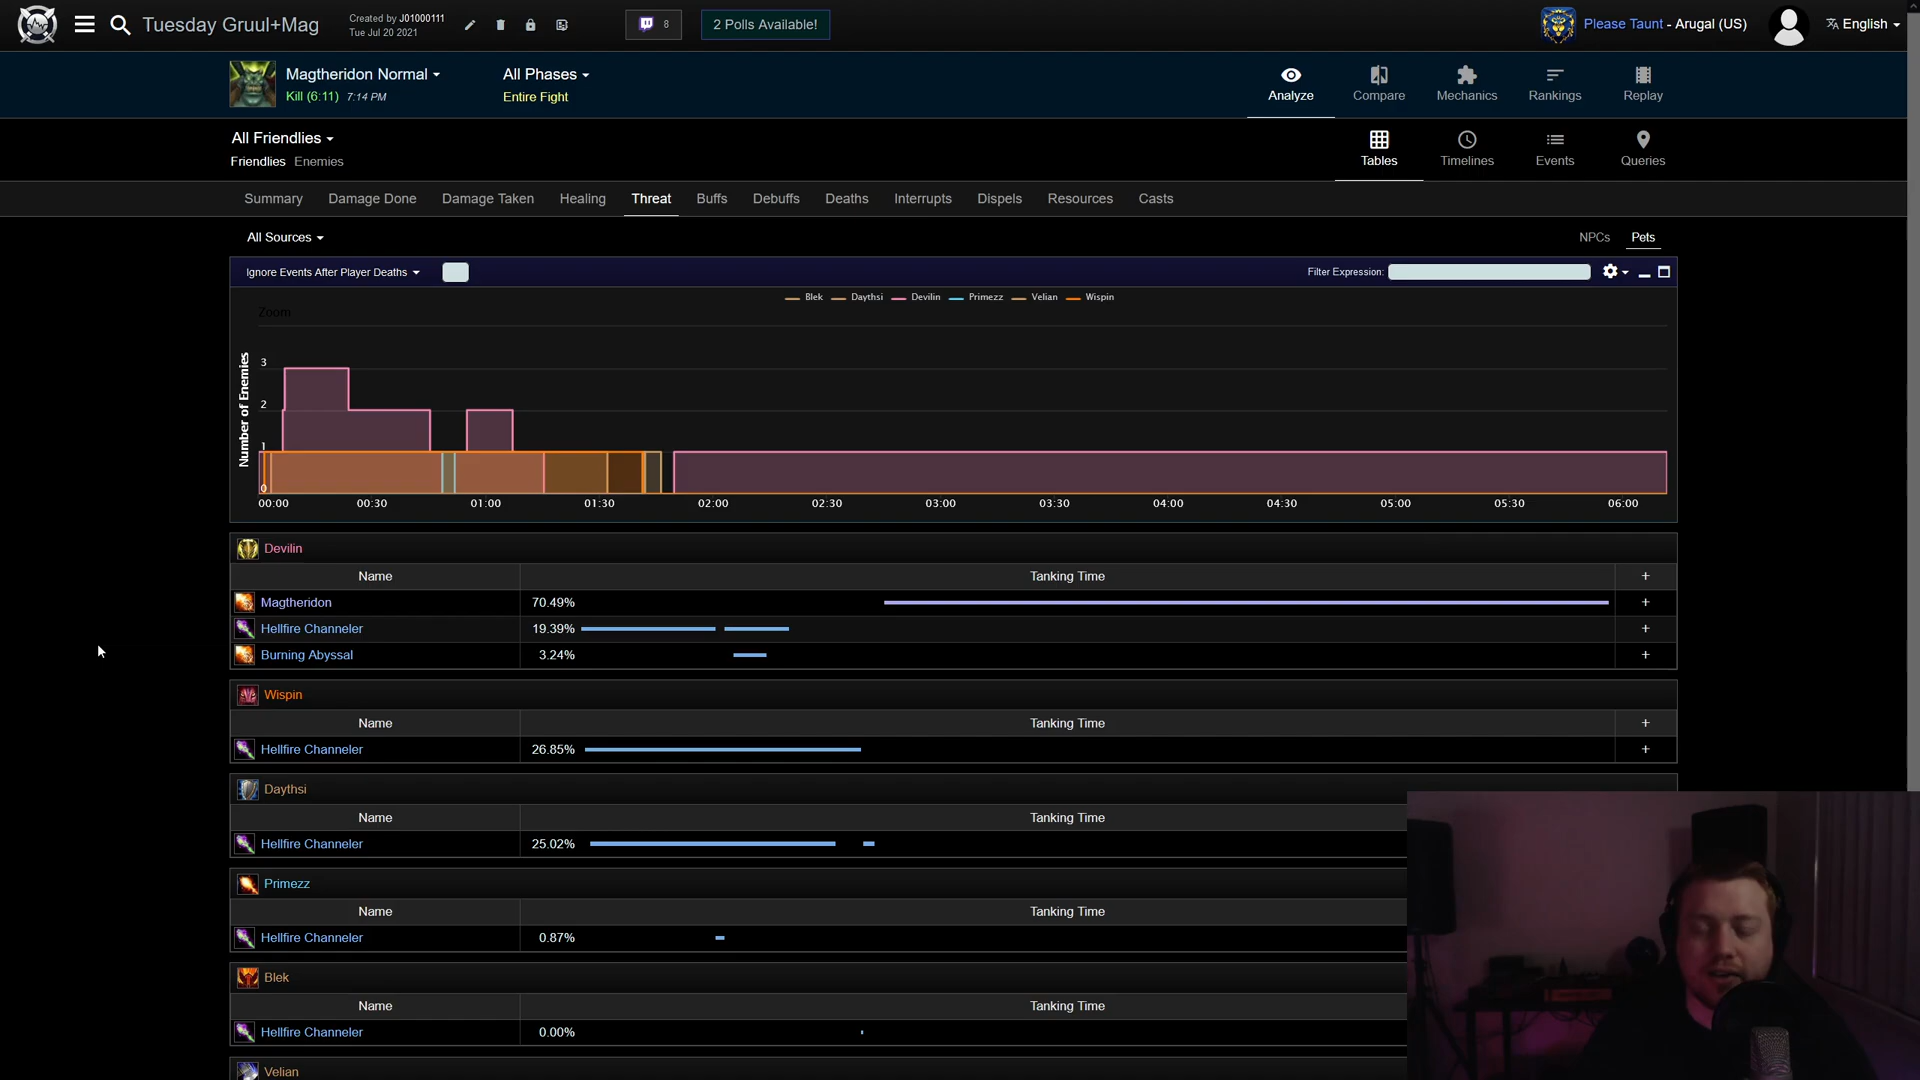 Tuesday Gruul+Mag
Created by J01000111
Tue Jul 20 2021
8
2 Polls Available!
Please Taunt - Arugal (US)
English
Magtheridon Normal
Kill (6:11) 7:14 PM
All Phases
Entire Fight
Analyze
Compare
Mechanics
Rankings
Replay
All Friendlies
Friendlies Enemies
Tables
Timelines
Events
Queries
Summary Damage Done Damage Taken Healing Threat Buffs Debuffs Deaths Interrupts Dispels Resources Casts
All Sources
NPCs Pets
Ignore Events After Player Deaths
Filter Expression:
Blek Daythsi Devilin Primezz Velian Wispin
Zoom
Number of Enemies
3
2
1
0
00:00 00:30 01:00 01:30 02:00 02:30 03:00 03:30 04:00 04:30 05:00 05:30 06:00
Devilin
Name Tanking Time +
Magtheridon 70.49% +
Hellfire Channeler 19.39% +
Burning Abyssal 3.24% +
Wispin
Name Tanking Time +
Hellfire Channeler 26.85% +
Daythsi
Name Tanking Time
Hellfire Channeler 25.02%
Primezz
Name Tanking Time
Hellfire Channeler 0.87%
Blek
Name Tanking Time
Hellfire Channeler 0.00%
Velian